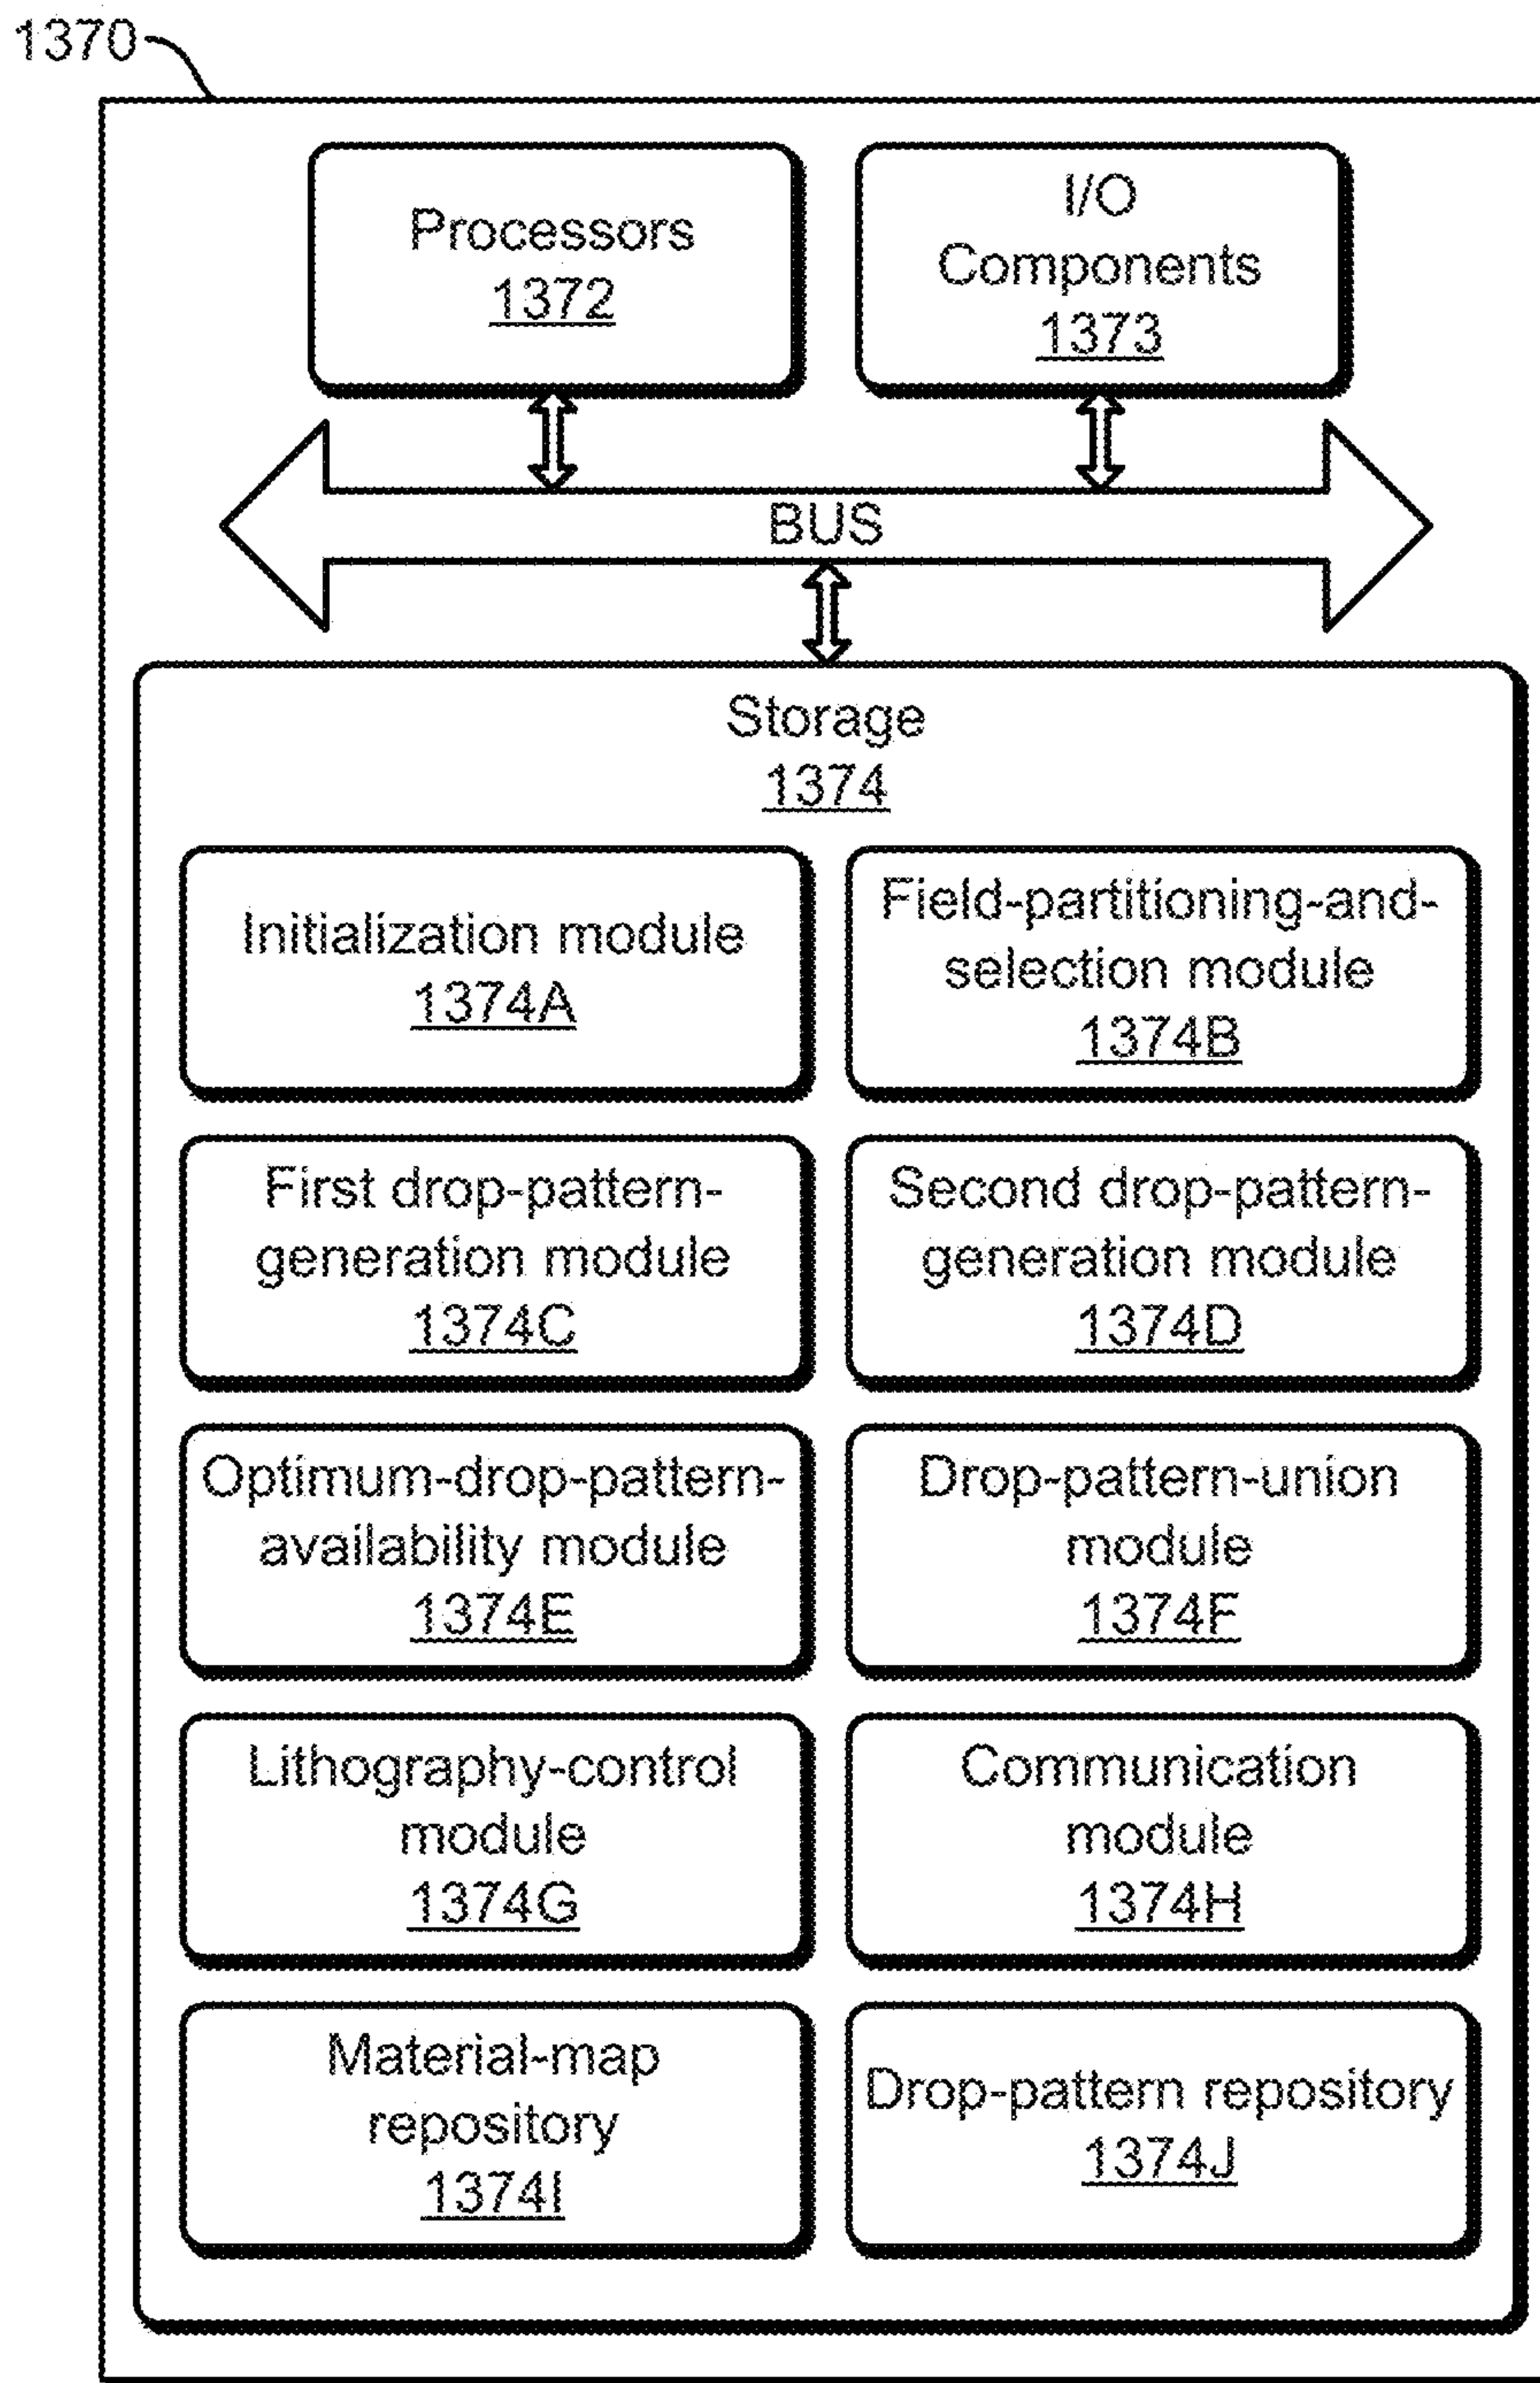 1370
Processors
1372
I/O
Components
1373
BUS
Storage
1374
Initialization module
1374A
Field-partitioning-and-
selection module
1374B
First drop-pattern-
generation module
1374C
Second drop-pattern-
generation module
1374D
Optimum-drop-pattern-
availability module
1374E
Drop-pattern-union
module
1374F
Lithography-control
module
1374G
Communication
module
1374H
Material-map
repository
1374I
Drop-pattern repository
1374J